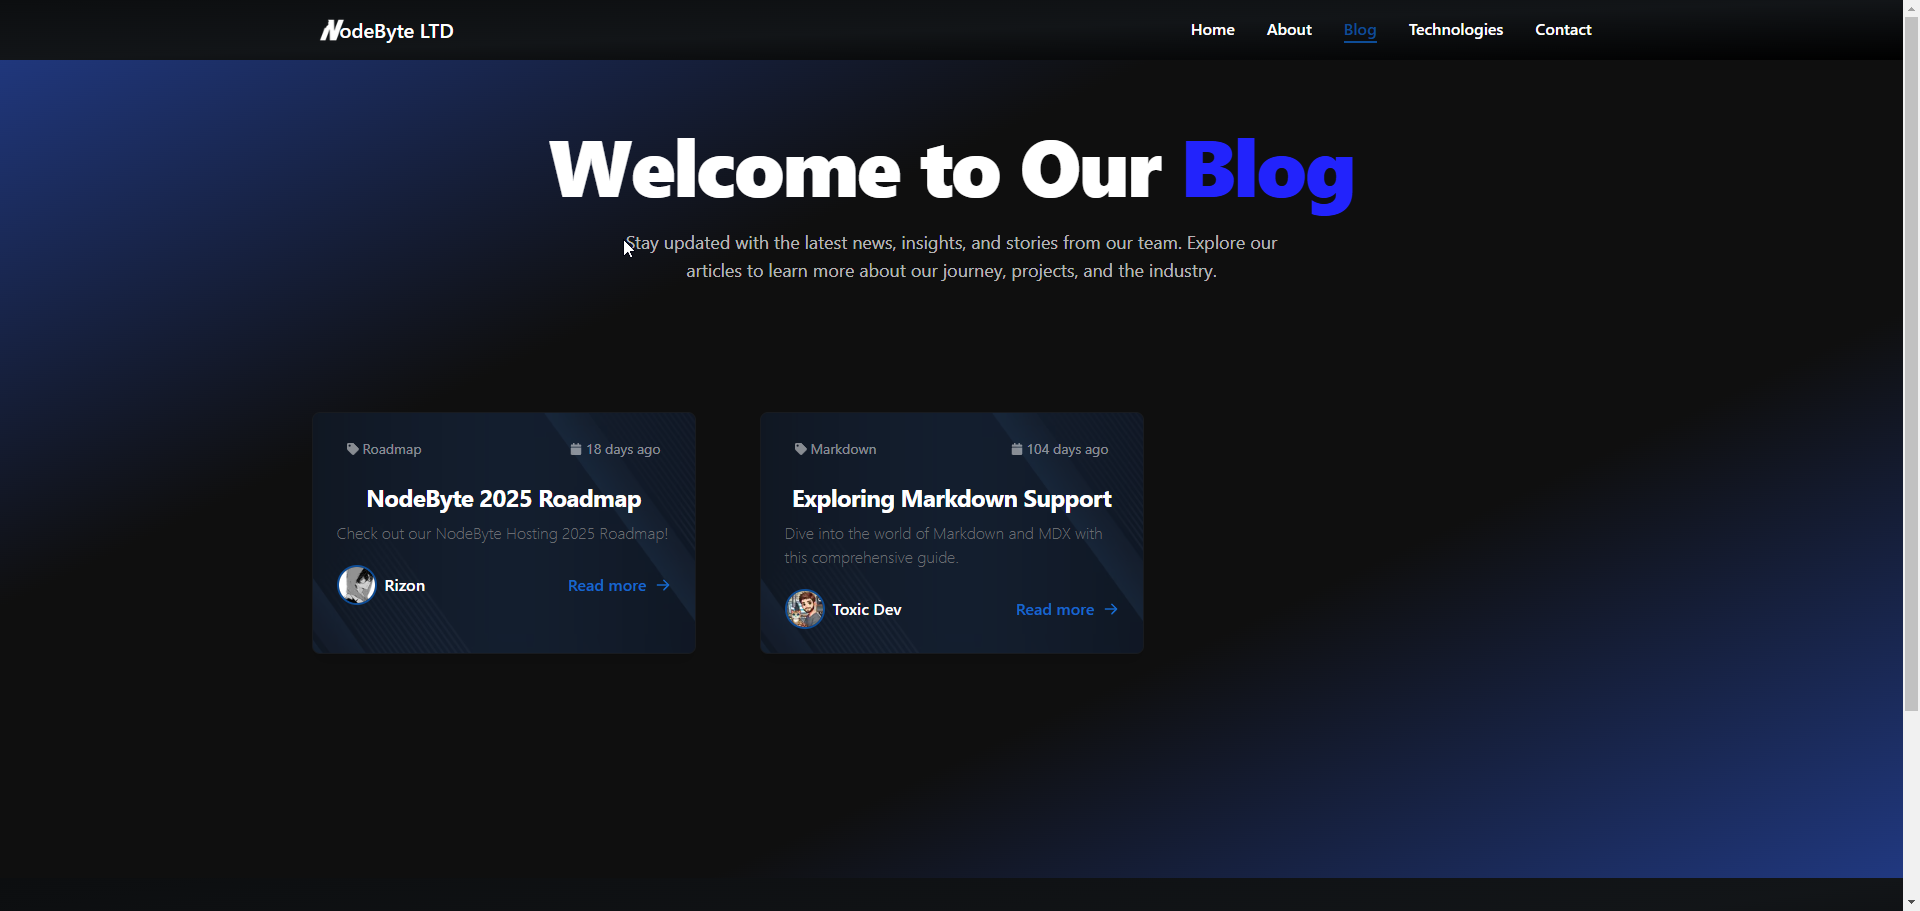 NodeByte LTD
Home About Blog Technologies Contact
Welcome to Our Blog
Stay updated with the latest news, insights, and stories from our team. Explore our
articles to learn more about our journey, projects, and the industry.
Roadmap 18 days ago
NodeByte 2025 Roadmap
Check out our NodeByte Hosting 2025 Roadmap!
Rizon Read more →
Markdown 104 days ago
Exploring Markdown Support
Dive into the world of Markdown and MDX with
this comprehensive guide.
Toxic Dev Read more →